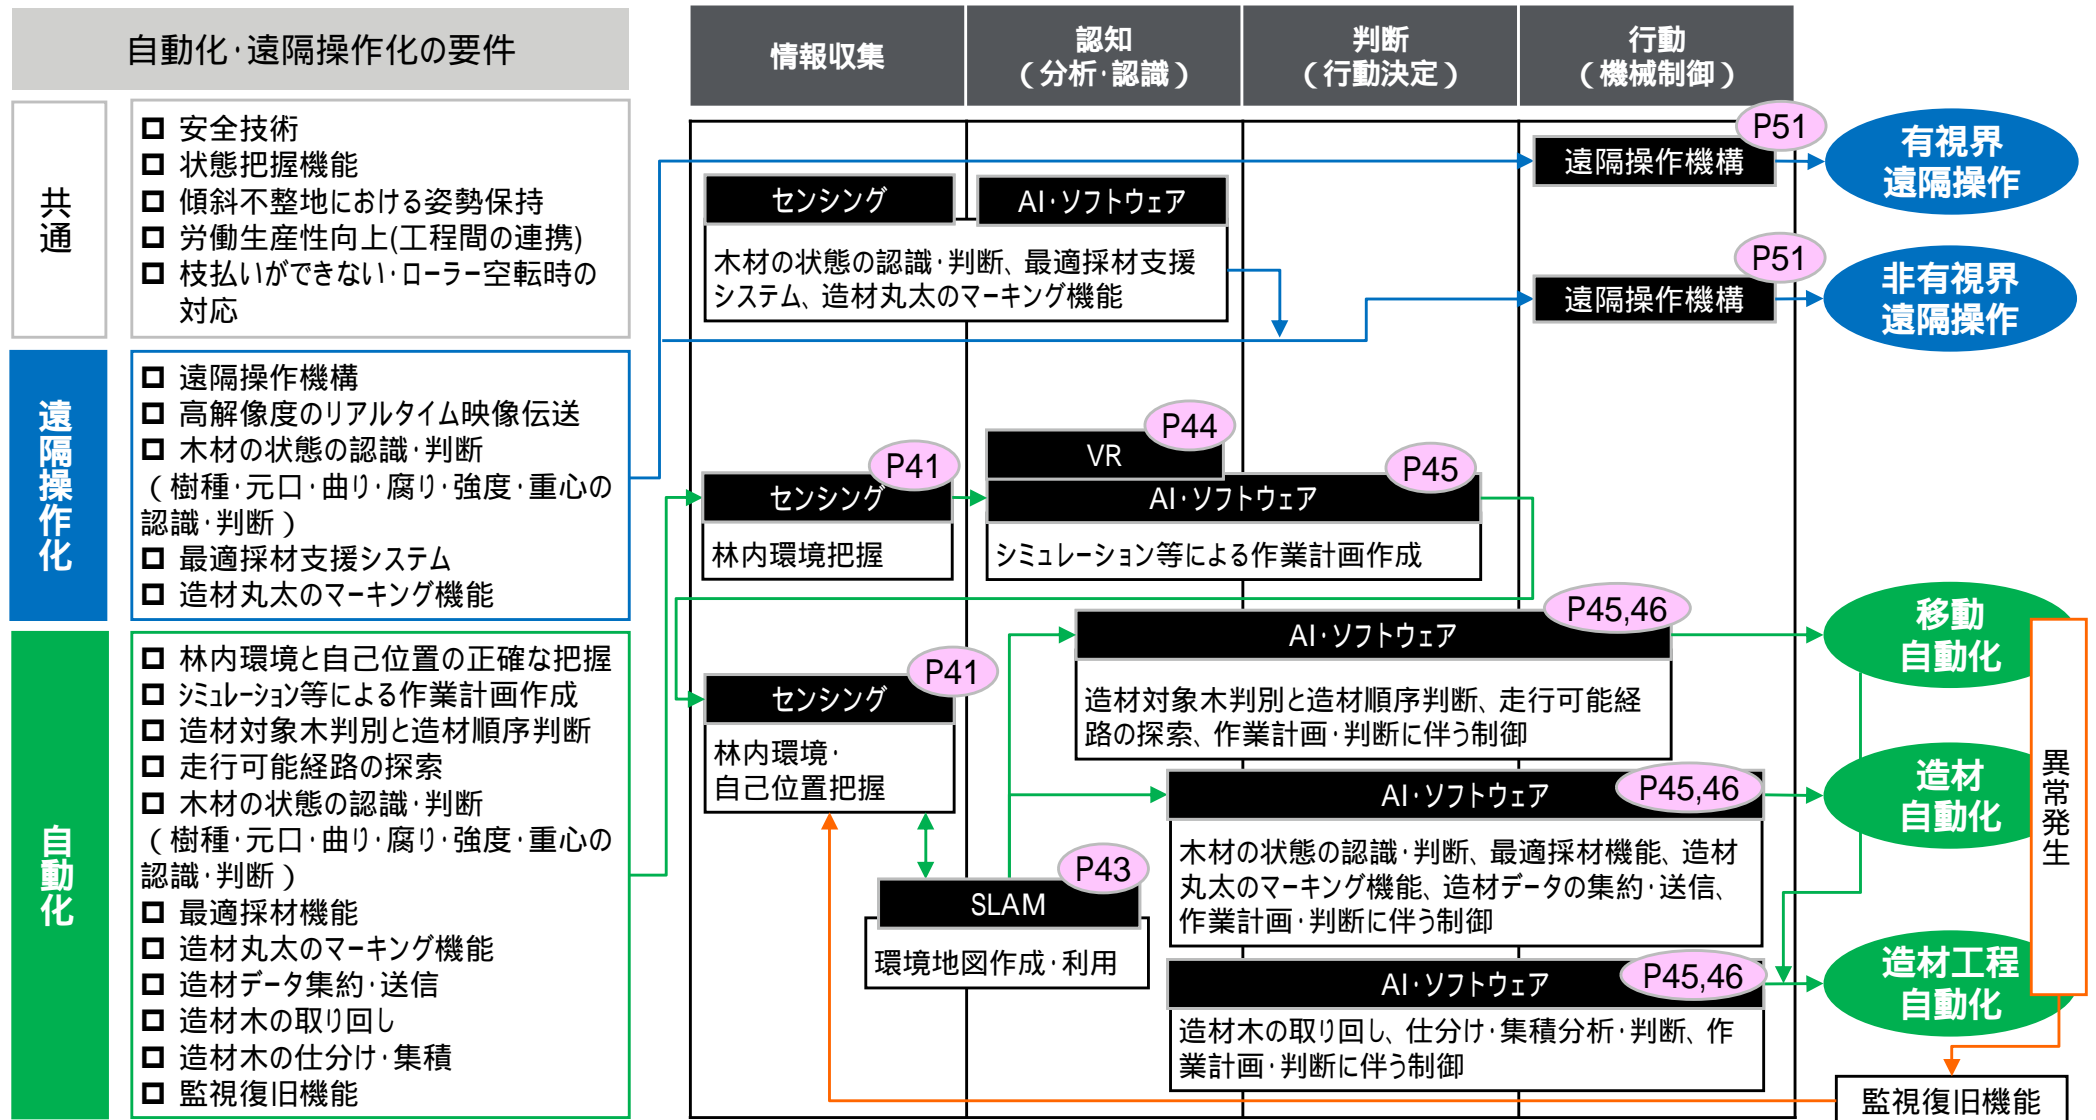 自動化･遠隔操作化の要件
情報収集
認知
（分析･認識）
判断
（行動決定）
行動
（機械制御）
共通
安全技術
状態把握機能
傾斜不整地における姿勢保持
労働生産性向上(工程間の連携)
枝払いができない･ローラー空転時の
対応
遠隔操作化
遠隔操作機構
高解像度のリアルタイム映像伝送
木材の状態の認識･判断
（樹種･元口･曲り･腐り･強度･重心の
認識･判断）
最適採材支援システム
造材丸太のマーキング機能
自動化
林内環境と自己位置の正確な把握
シミュレーション等による作業計画作成
造材対象木判別と造材順序判断
走行可能経路の探索
木材の状態の認識･判断
（樹種･元口･曲り･腐り･強度･重心の
認識･判断）
最適採材機能
造材丸太のマーキング機能
造材データ集約･送信
造材木の取り回し
造材木の仕分け･集積
監視復旧機能
P51
遠隔操作機構
有視界
遠隔操作
センシング
AI･ソフトウェア
木材の状態の認識･判断、最適採材支援
システム、造材丸太のマーキング機能
P51
遠隔操作機構
非有視界
遠隔操作
P41
センシング
林内環境把握
P44
VR
P45
AI･ソフトウェア
シミュレーション等による作業計画作成
P45,46
AI･ソフトウェア
造材対象木判別と造材順序判断、走行可能経
路の探索、作業計画･判断に伴う制御
移動
自動化
P41
センシング
林内環境･
自己位置把握
P45,46
AI･ソフトウェア
木材の状態の認識･判断、最適採材機能、造材
丸太のマーキング機能、造材データの集約･送信、
作業計画･判断に伴う制御
造材
自動化
P43
SLAM
環境地図作成･利用
P45,46
AI･ソフトウェア
造材木の取り回し、仕分け･集積分析･判断、作
業計画･判断に伴う制御
造材工程
自動化
異常発生
監視復旧機能